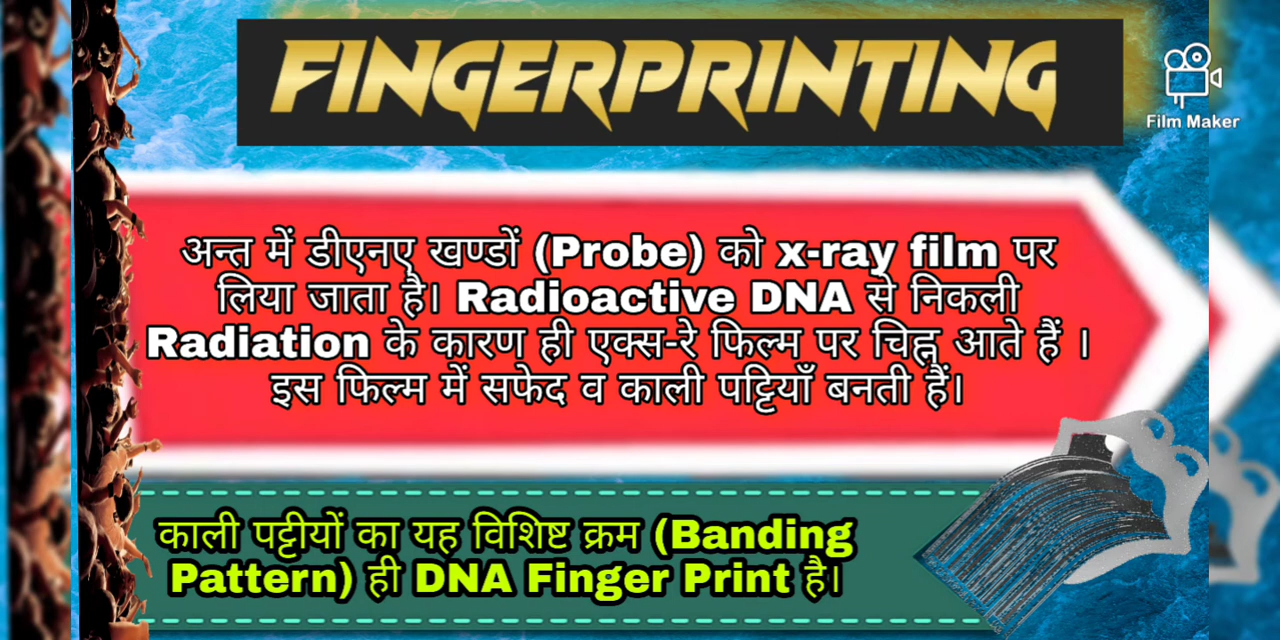 FINGERPRINTING
Film Maker
अन्त में डीएनए खण्डों (Probe) को x-ray film पर
लिया जाता है। Radioactive DNA से निकली
Radiation के कारण ही एक्स-रे फिल्म पर चिह्न आते हैं ।
इस फिल्म में सफेद व काली पट्टियाँ बनती हैं।
काली पट्टीयों का यह विशिष्ट क्रम (Banding
Pattern) ही DNA Finger Print है।